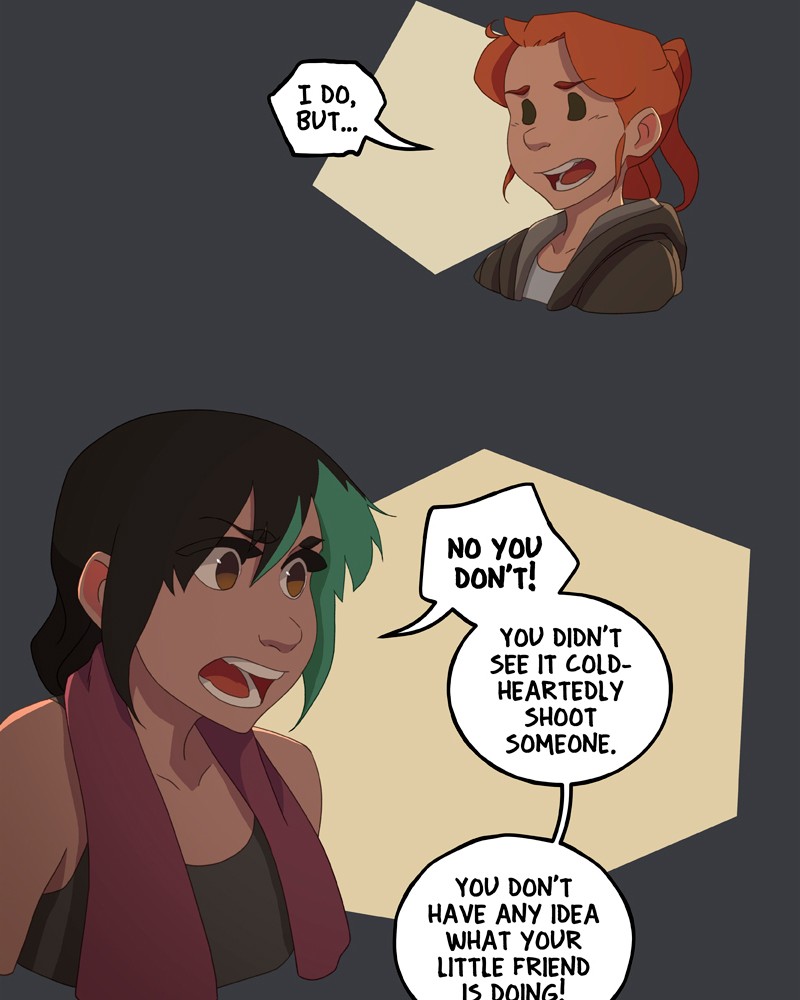 I DO,
BUT...
NO YOU
DON'T!
YOU DIDN'T
SEE IT COLD-
HEARTEDLY
SHOOT
SOMEONE.
YOU DON'T
HAVE ANY IDEA
WHAT YOUR
LITTLE FRIEND
IS DOING!